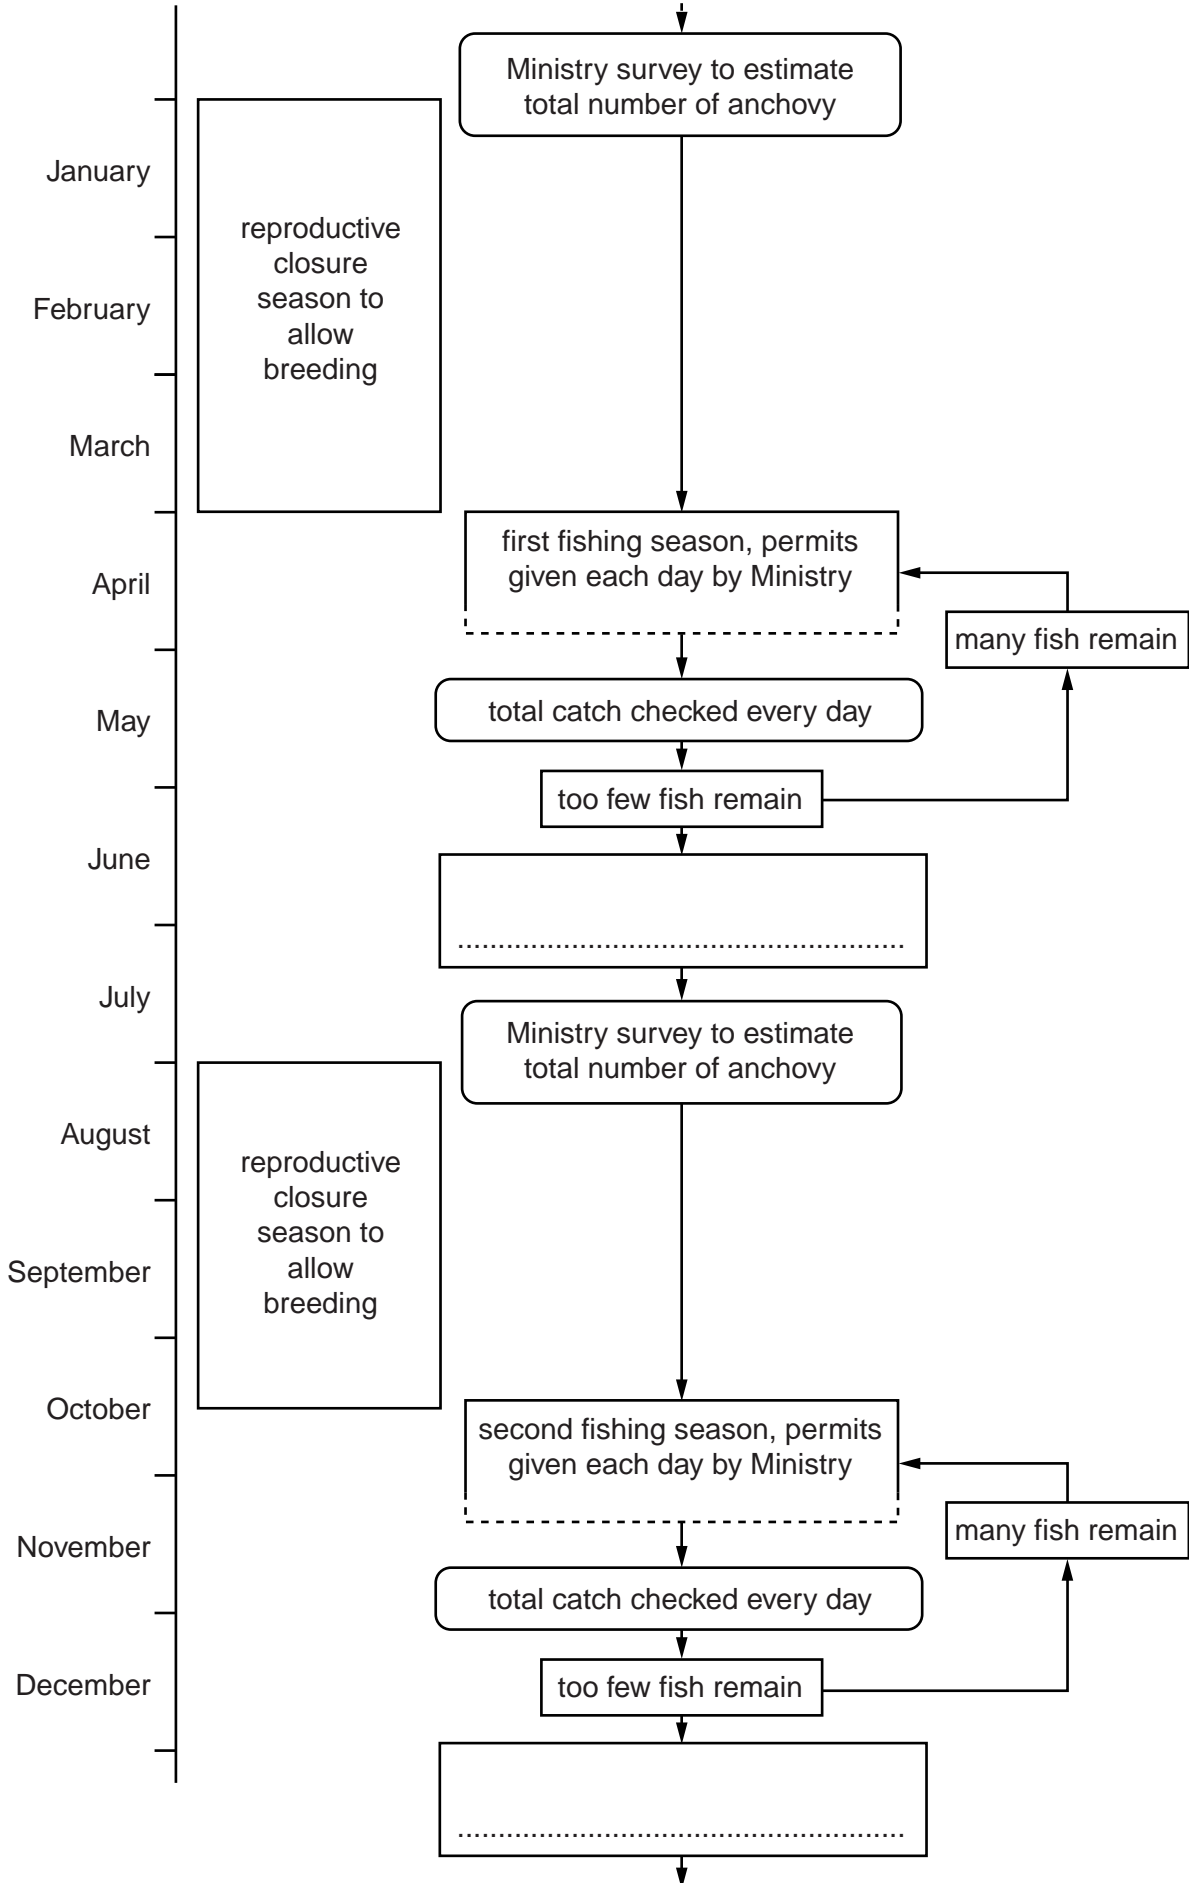 Ministry survey to estimate
total number of anchovy
January
reproductive
closure
season to
allow
breeding
February
March
first fishing season, permits
given each day by Ministry
April
many fish remain
total catch checked every day
May
too few fish remain
June
......................................................
July
Ministry survey to estimate
total number of anchovy
August
reproductive
closure
season to
allow
breeding
September
October
second fishing season, permits
given each day by Ministry
many fish remain
November
total catch checked every day
December
too few fish remain
......................................................